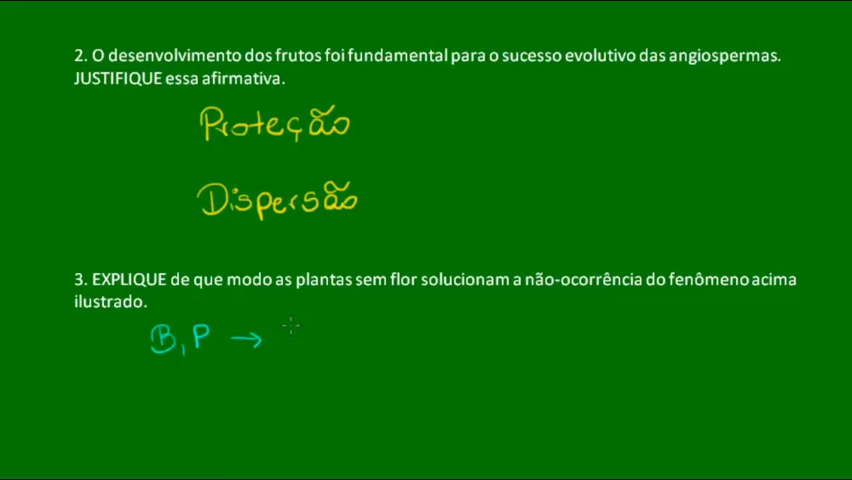 2. O desenvolvimento dos frutos foi fundamental para o sucesso evolutivo das angiospermas.
JUSTIFIQUE essa afirmativa.
Proteção
Dispersão
3. EXPLIQUE de que modo as plantas sem flor solucionam a não-ocorrência do fenômeno acima
ilustrado.
B, P →